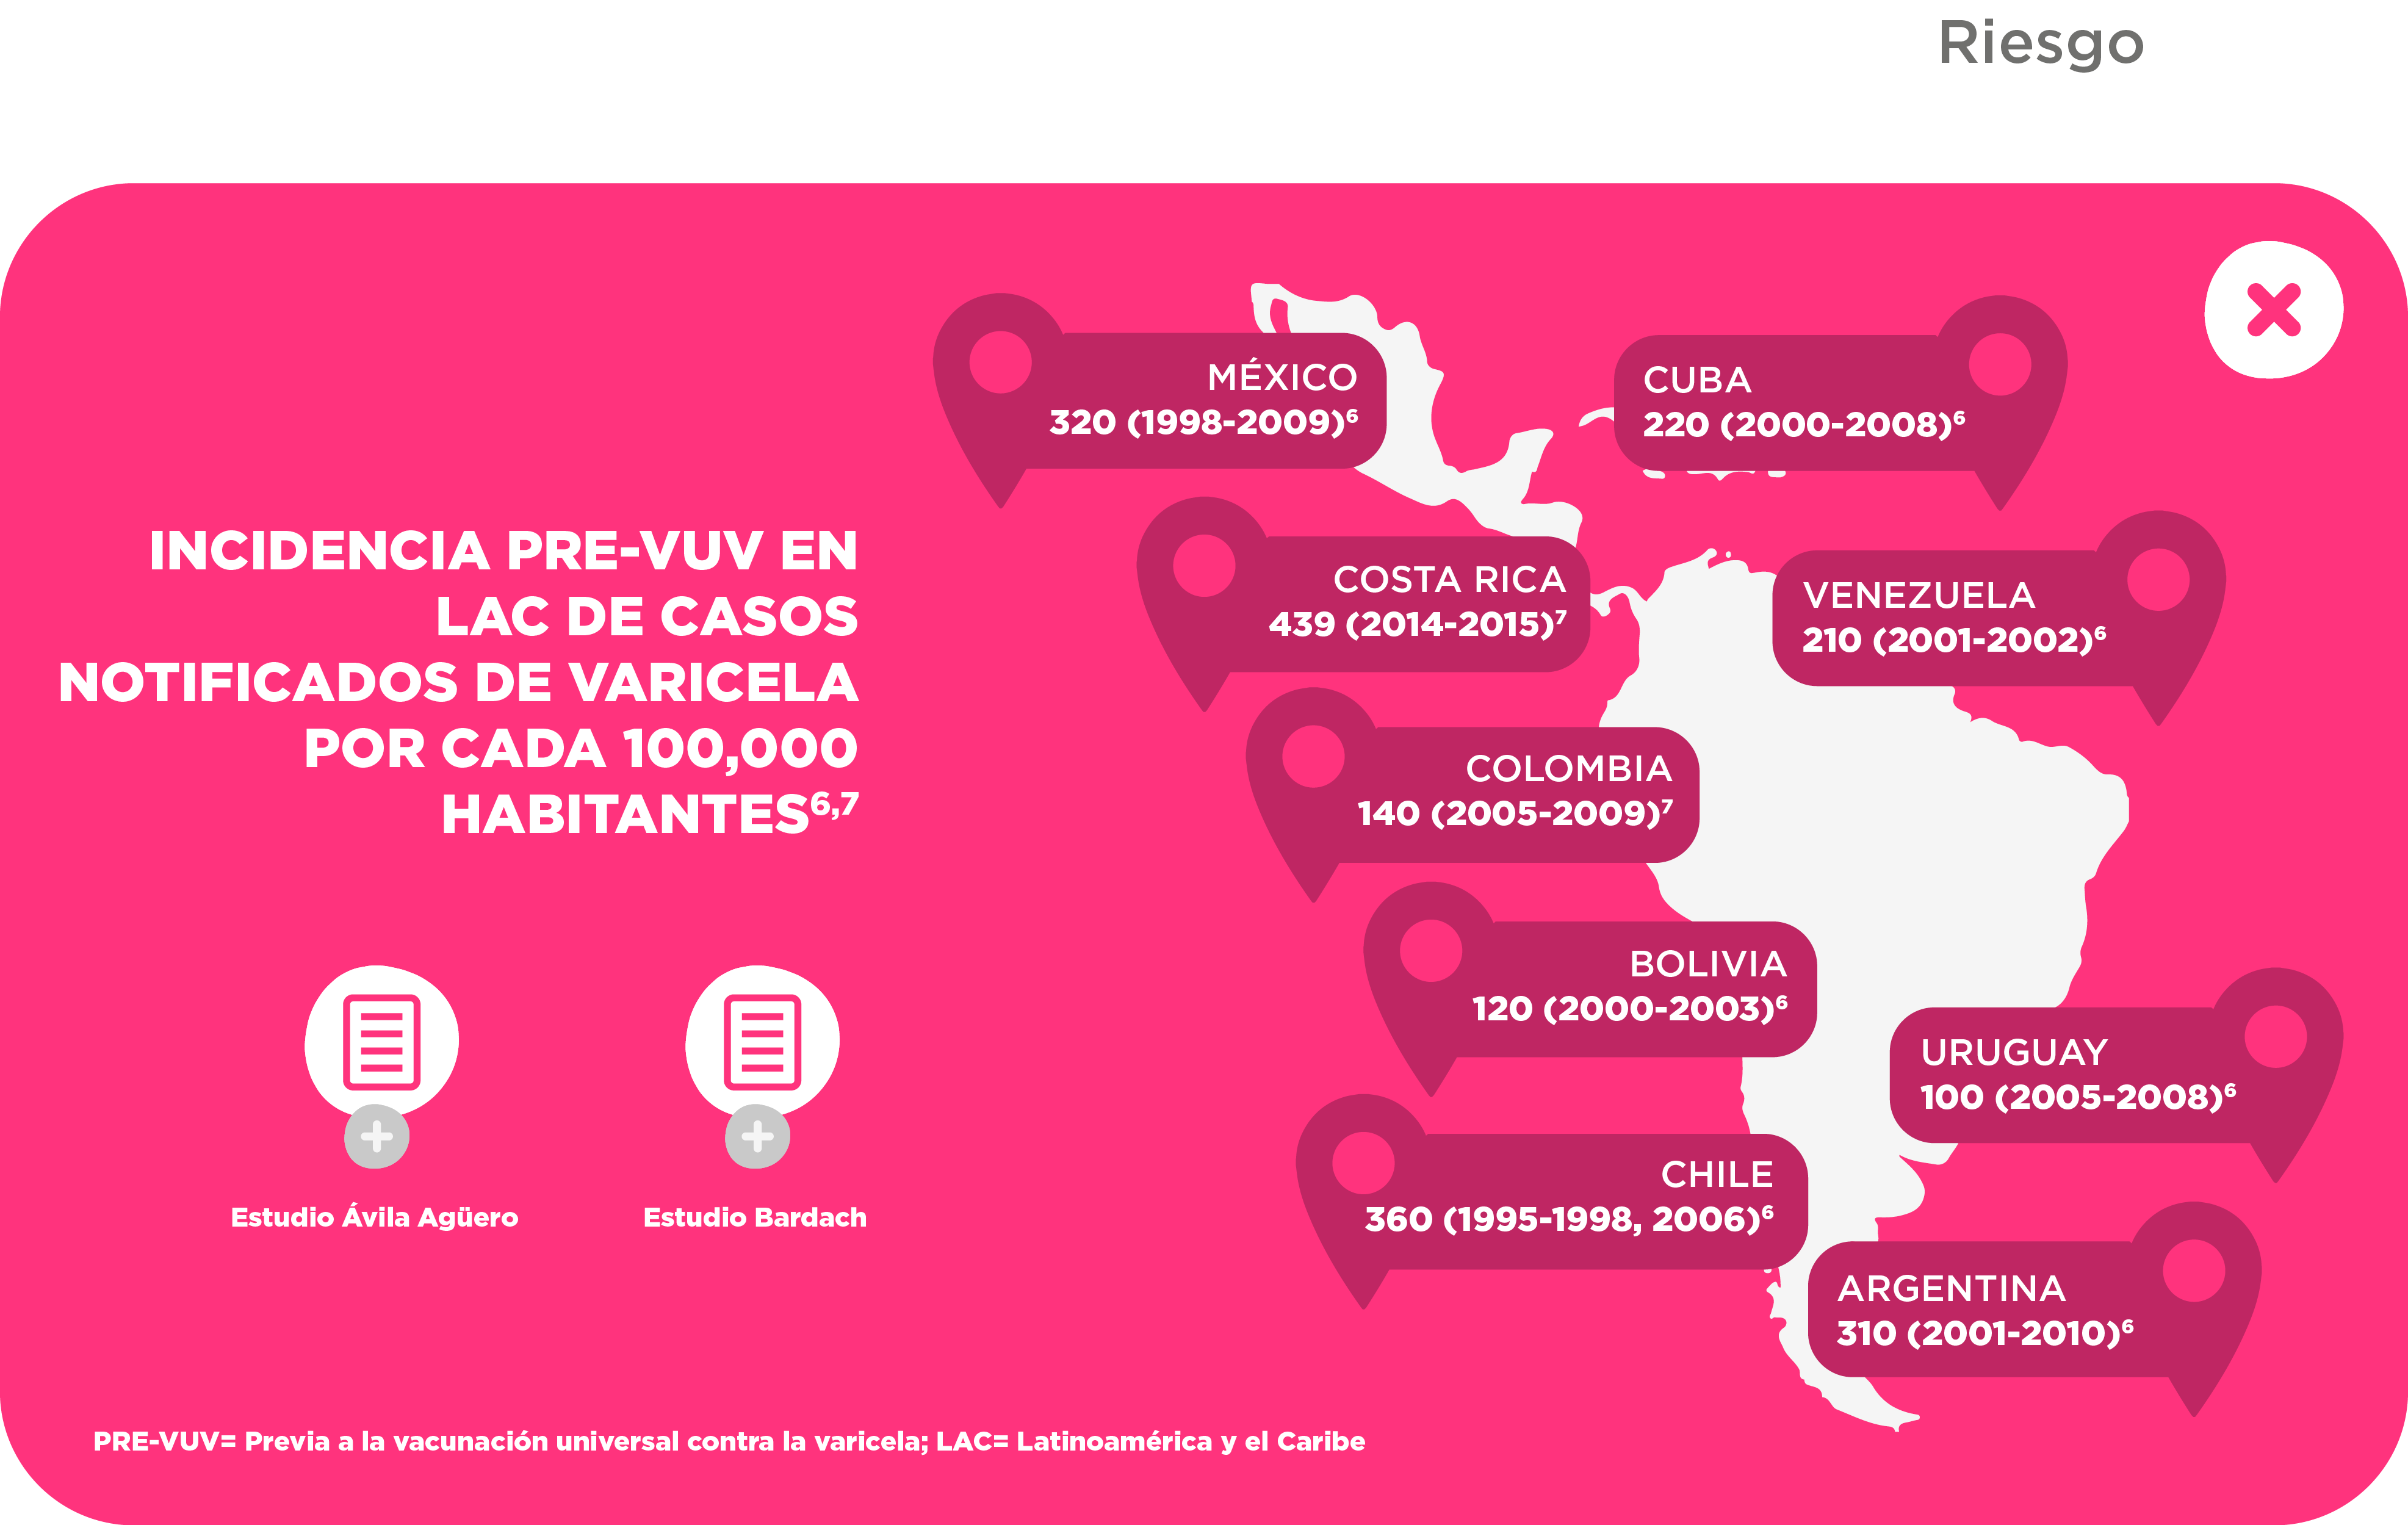 Riesgo
INCIDENCIA PRE-VUV EN
LAC DE CASOS
NOTIFICADOS DE VARICELA
POR CADA 100,000
HABITANTES⁶,⁷
Estudio Ávila Agüero
Estudio Bardach
MÉXICO
320 (1998-2009)⁶
CUBA
220 (2000-2008)⁶
COSTA RICA
439 (2014-2015)⁷
VENEZUELA
210 (2001-2002)⁶
COLOMBIA
140 (2005-2009)⁷
BOLIVIA
120 (2000-2003)⁶
URUGUAY
100 (2005-2008)⁶
CHILE
360 (1995-1998, 2006)⁶
ARGENTINA
310 (2001-2010)⁶
PRE-VUV= Previa a la vacunación universal contra la varicela; LAC= Latinoamérica y el Caribe